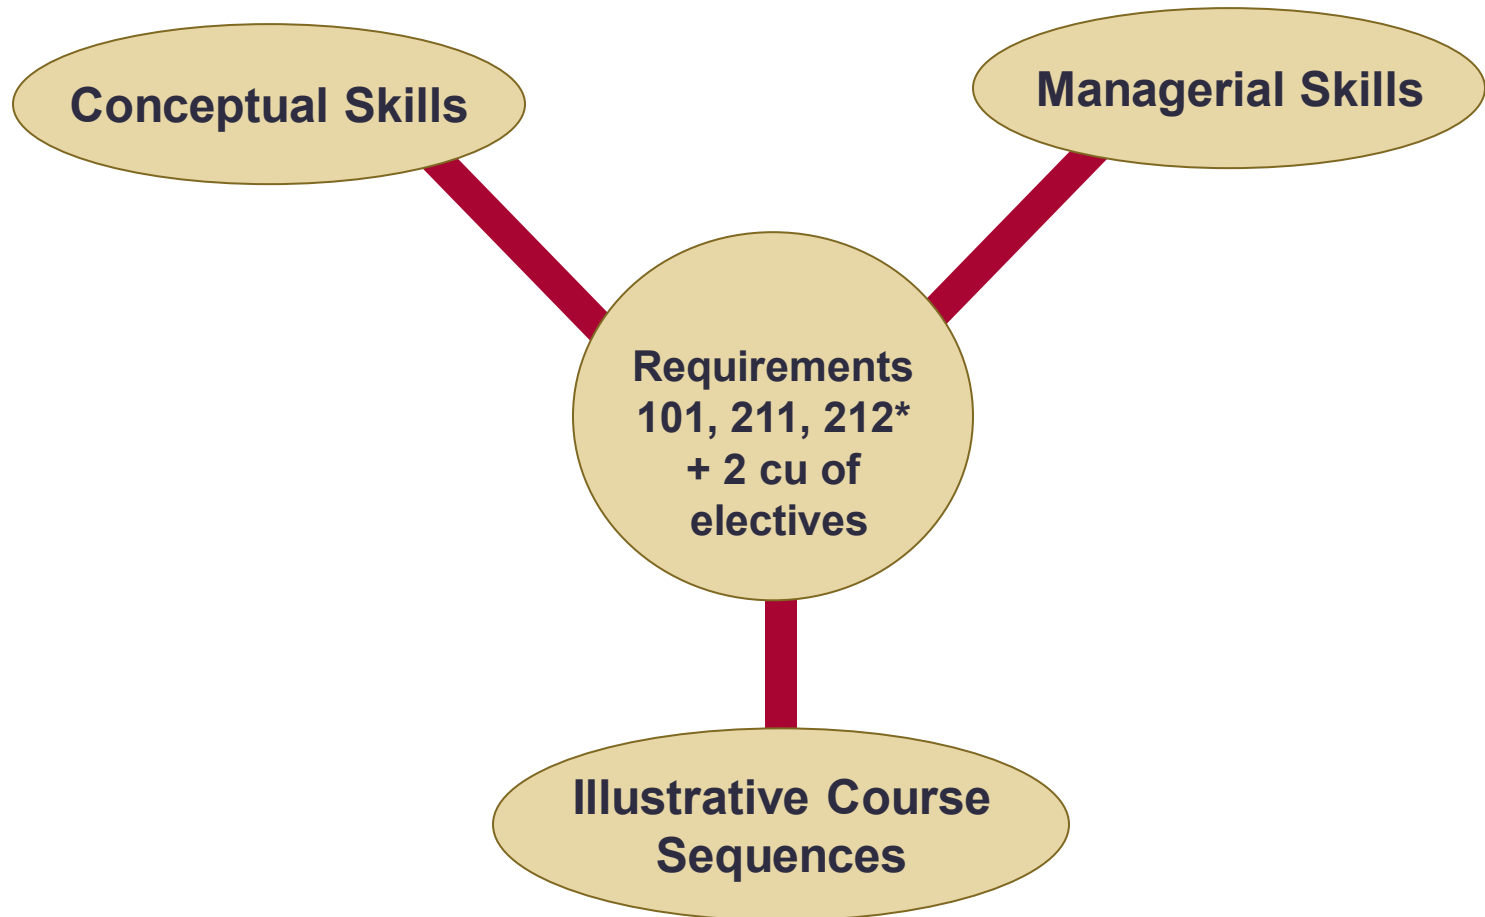 Conceptual Skills
Managerial Skills
Requirements
101, 211, 212*
+ 2 cu of
electives
Illustrative Course
Sequences